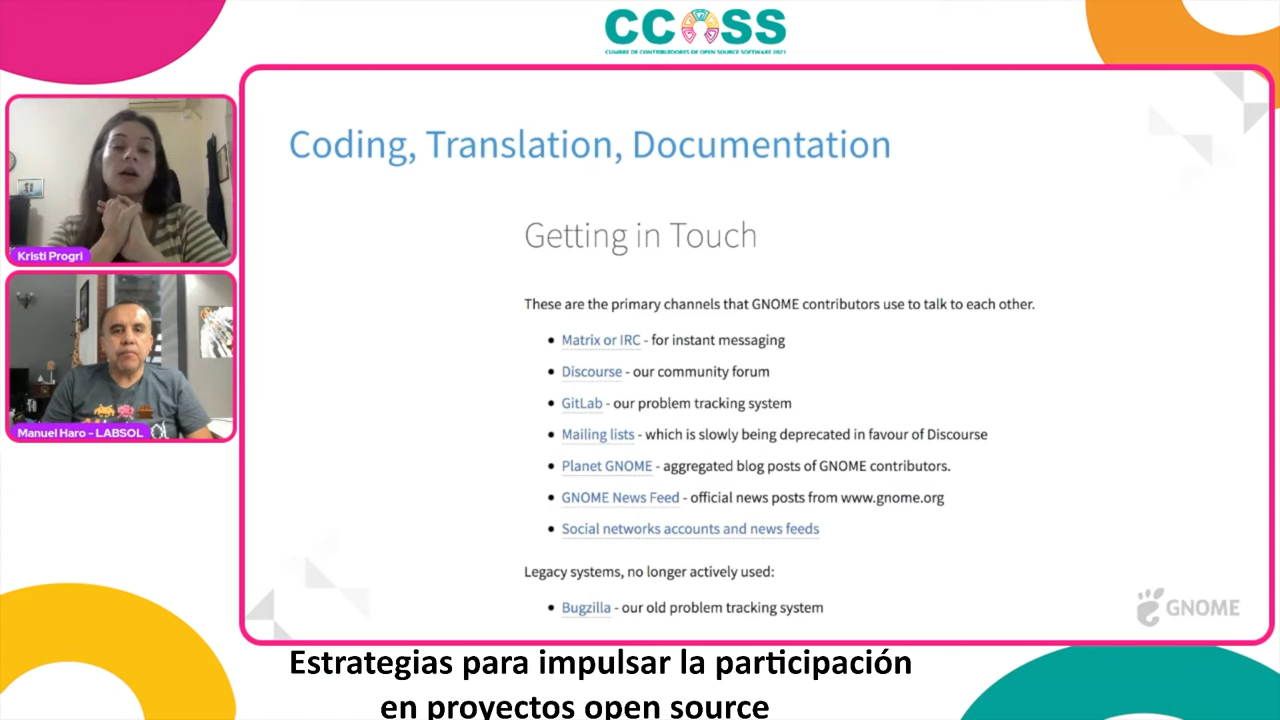 CCOSS
CUMBRE DE CONTRIBUIDORES DE OPEN SOURCE SOFTWARE 2021
Coding, Translation, Documentation
Getting in Touch
These are the primary channels that GNOME contributors use to talk to each other.
Matrix or IRC - for instant messaging
Discourse - our community forum
GitLab - our problem tracking system
Mailing lists - which is slowly being deprecated in favour of Discourse
Planet GNOME - aggregated blog posts of GNOME contributors.
GNOME News Feed - official news posts from www.gnome.org
Social networks accounts and news feeds
Legacy systems, no longer actively used:
Bugzilla - our old problem tracking system
GNOME
Kristi Progri
Manuel Haro - LABSOL
Estrategias para impulsar la participación
en proyectos open source